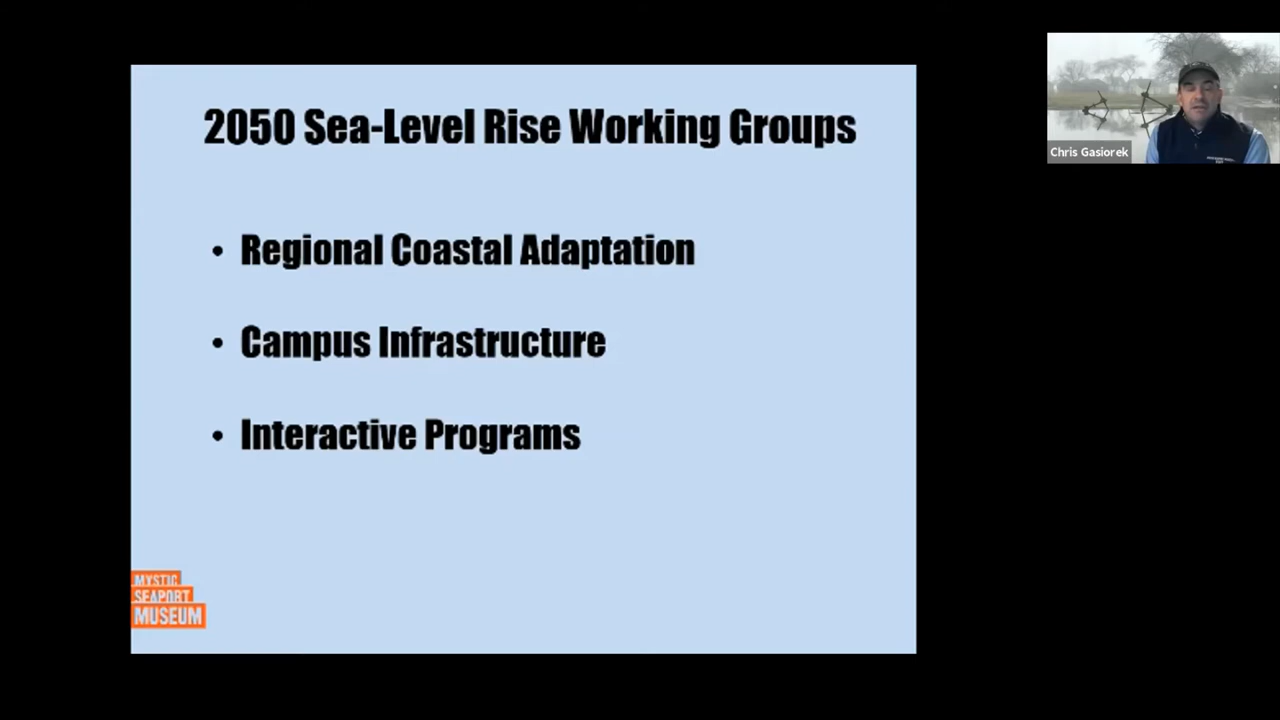 2050 Sea-Level Rise Working Groups
• Regional Coastal Adaptation
• Campus Infrastructure
• Interactive Programs
MYSTIC
SEAPORT
MUSEUM
Chris Gasiorek